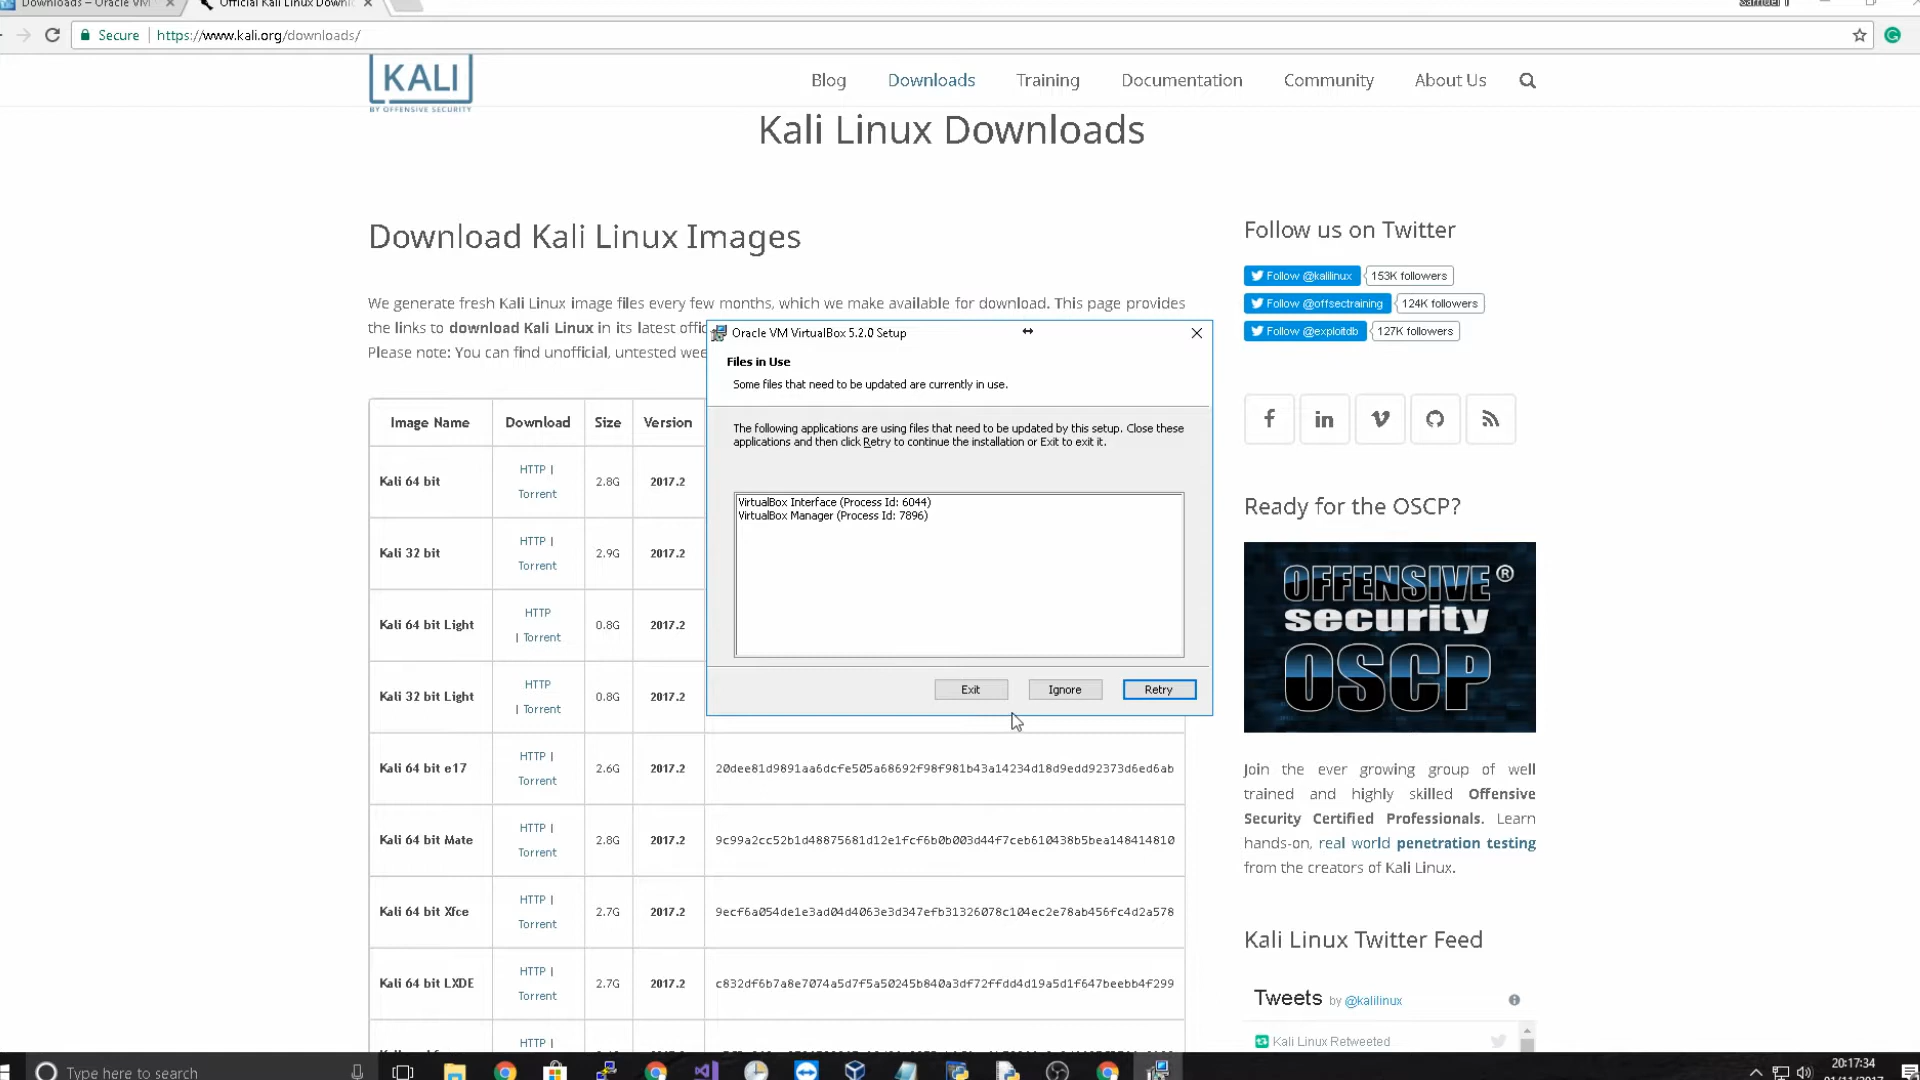 Downloads – Oracle VM
Official Kali Linux Downl
Samuel T
Secure
https://www.kali.org/downloads/
KALI
BY OFFENSIVE SECURITY
Blog
Downloads
Training
Documentation
Community
About Us
Kali Linux Downloads
Download Kali Linux Images
We generate fresh Kali Linux image files every few months, which we make available for download. This page provides
the links to download Kali Linux in its latest offic
Please note: You can find unofficial, untested wee
Image Name
Download
Size
Version
Kali 64 bit
HTTP |
Torrent
2.8G
2017.2
Kali 32 bit
HTTP |
Torrent
2.9G
2017.2
Kali 64 bit Light
HTTP
| Torrent
0.8G
2017.2
Kali 32 bit Light
HTTP
| Torrent
0.8G
2017.2
Kali 64 bit e17
HTTP |
Torrent
2.6G
2017.2
20dee81d9891aa6dcfe505a68692f98f981b43a14234d18d9edd92373d6ed6ab
Kali 64 bit Mate
HTTP |
Torrent
2.8G
2017.2
9c99a2cc52b1d48875681d12e1fcf6b0b003d44f7ceb610438b5bea148414810
Kali 64 bit Xfce
HTTP |
Torrent
2.7G
2017.2
9ecf6a054de1e3ad04d4063e3d347efb31326078c104ec2e78ab456fc4d2a578
Kali 64 bit LXDE
HTTP |
Torrent
2.7G
2017.2
c832df6b7a8e7074a5d7f5a50245b840a3df72ffdd4d19a5d1f647beebb4f299
HTTP |
Oracle VM VirtualBox 5.2.0 Setup
Files in Use
Some files that need to be updated are currently in use.
The following applications are using files that need to be updated by this setup. Close these
applications and then click Retry to continue the installation or Exit to exit it.
VirtualBox Interface (Process Id: 6044)
VirtualBox Manager (Process Id: 7896)
Exit
Ignore
Retry
Follow us on Twitter
Follow @kalilinux
153K followers
Follow @offsectraining
124K followers
Follow @exploitdb
127K followers
Ready for the OSCP?
OFFENSIVE®
security
OSCP
Join the ever growing group of well
trained and highly skilled Offensive
Security Certified Professionals. Learn
hands-on, real world penetration testing
from the creators of Kali Linux.
Kali Linux Twitter Feed
Tweets by @kalilinux
Kali Linux Retweeted
Type here to search
20:17:34
01/11/2017